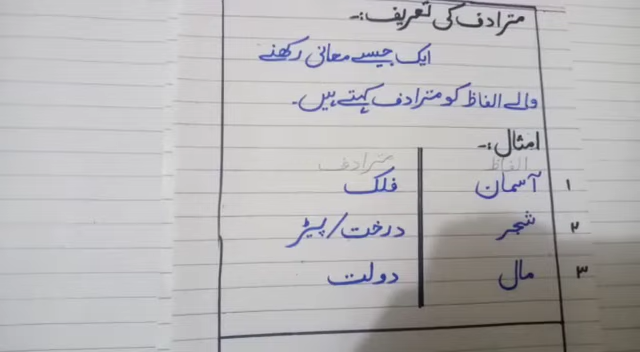 مترادف کی تعریف:۔
ایک جیسے معانی رکھنے
والے الفاظ کو مترادف کہتے ہیں۔
امثال:۔
الفاظ مترادف
۱ آسمان فلک
۲ شجر درخت/پیڑ
۳ مال دولت